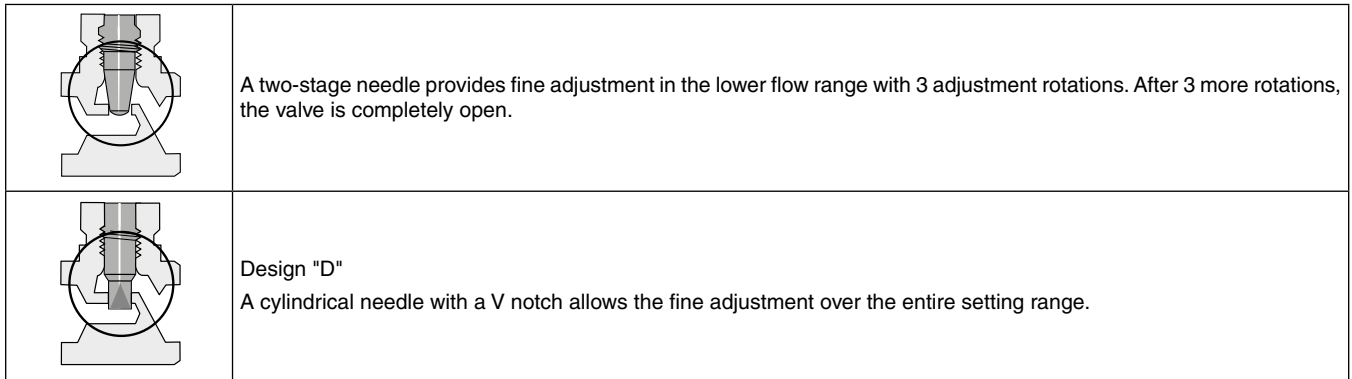 A two-stage needle provides fine adjustment in the lower flow range with 3 adjustment rotations. After 3 more rotations,
the valve is completely open.
Design "D"
A cylindrical needle with a V notch allows the fine adjustment over the entire setting range.